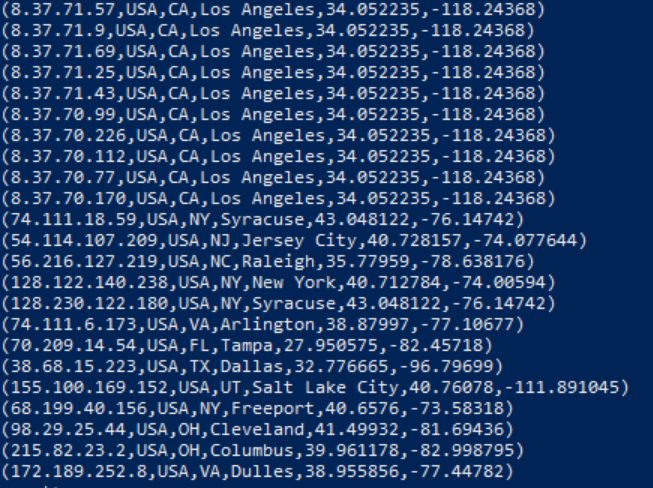 (8.37.71.57,USA,CA,Los Angeles,34.052235,-118.24368)
(8.37.71.9,USA,CA,Los Angeles,34.052235,-118.24368)
(8.37.71.69,USA,CA,Los Angeles,34.052235,-118.24368)
(8.37.71.25,USA,CA,Los Angeles,34.052235,-118.24368)
(8.37.71.43,USA,CA,Los Angeles,34.052235,-118.24368)
(8.37.70.99,USA,CA,Los Angeles,34.052235,-118.24368)
(8.37.70.226,USA,CA,Los Angeles,34.052235,-118.24368)
(8.37.70.112,USA,CA,Los Angeles,34.052235,-118.24368)
(8.37.70.77,USA,CA,Los Angeles,34.052235,-118.24368)
(8.37.70.170,USA,CA,Los Angeles,34.052235,-118.24368)
(74.111.18.59,USA,NY,Syracuse,43.048122,-76.14742)
(54.114.107.209,USA,NJ,Jersey City,40.728157,-74.077644)
(56.216.127.219,USA,NC,Raleigh,35.77959,-78.638176)
(128.122.140.238,USA,NY,New York,40.712784,-74.00594)
(128.230.122.180,USA,NY,Syracuse,43.048122,-76.14742)
(74.111.6.173,USA,VA,Arlington,38.87997,-77.10677)
(70.209.14.54,USA,FL,Tampa,27.950575,-82.45718)
(38.68.15.223,USA,TX,Dallas,32.776665,-96.79699)
(155.100.169.152,USA,UT,Salt Lake City,40.76078,-111.891045)
(68.199.40.156,USA,NY,Freeport,40.6576,-73.58318)
(98.29.25.44,USA,OH,Cleveland,41.49932,-81.69436)
(215.82.23.2,USA,OH,Columbus,39.961178,-82.998795)
(172.189.252.8,USA,VA,Dulles,38.955856,-77.44782)